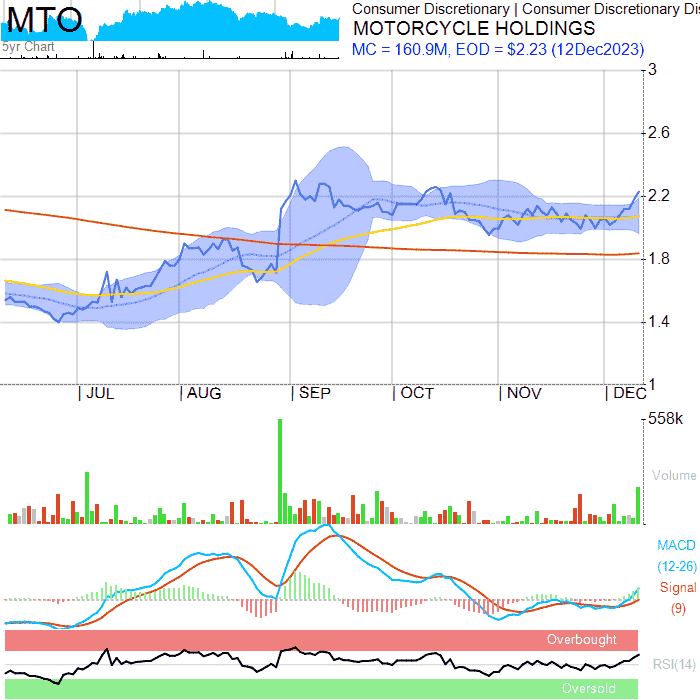 MTO
5yr Chart
Consumer Discretionary | Consumer Discretionary Dis
MOTORCYCLE HOLDINGS
MC = 160.9M, EOD = $2.23 (12Dec2023)
3
2.6
2.2
1.8
1.4
1
JUL
AUG
SEP
OCT
NOV
DEC
558k
Volume
MACD
(12-26)
Signal
(9)
Overbought
RSI(14)
Oversold